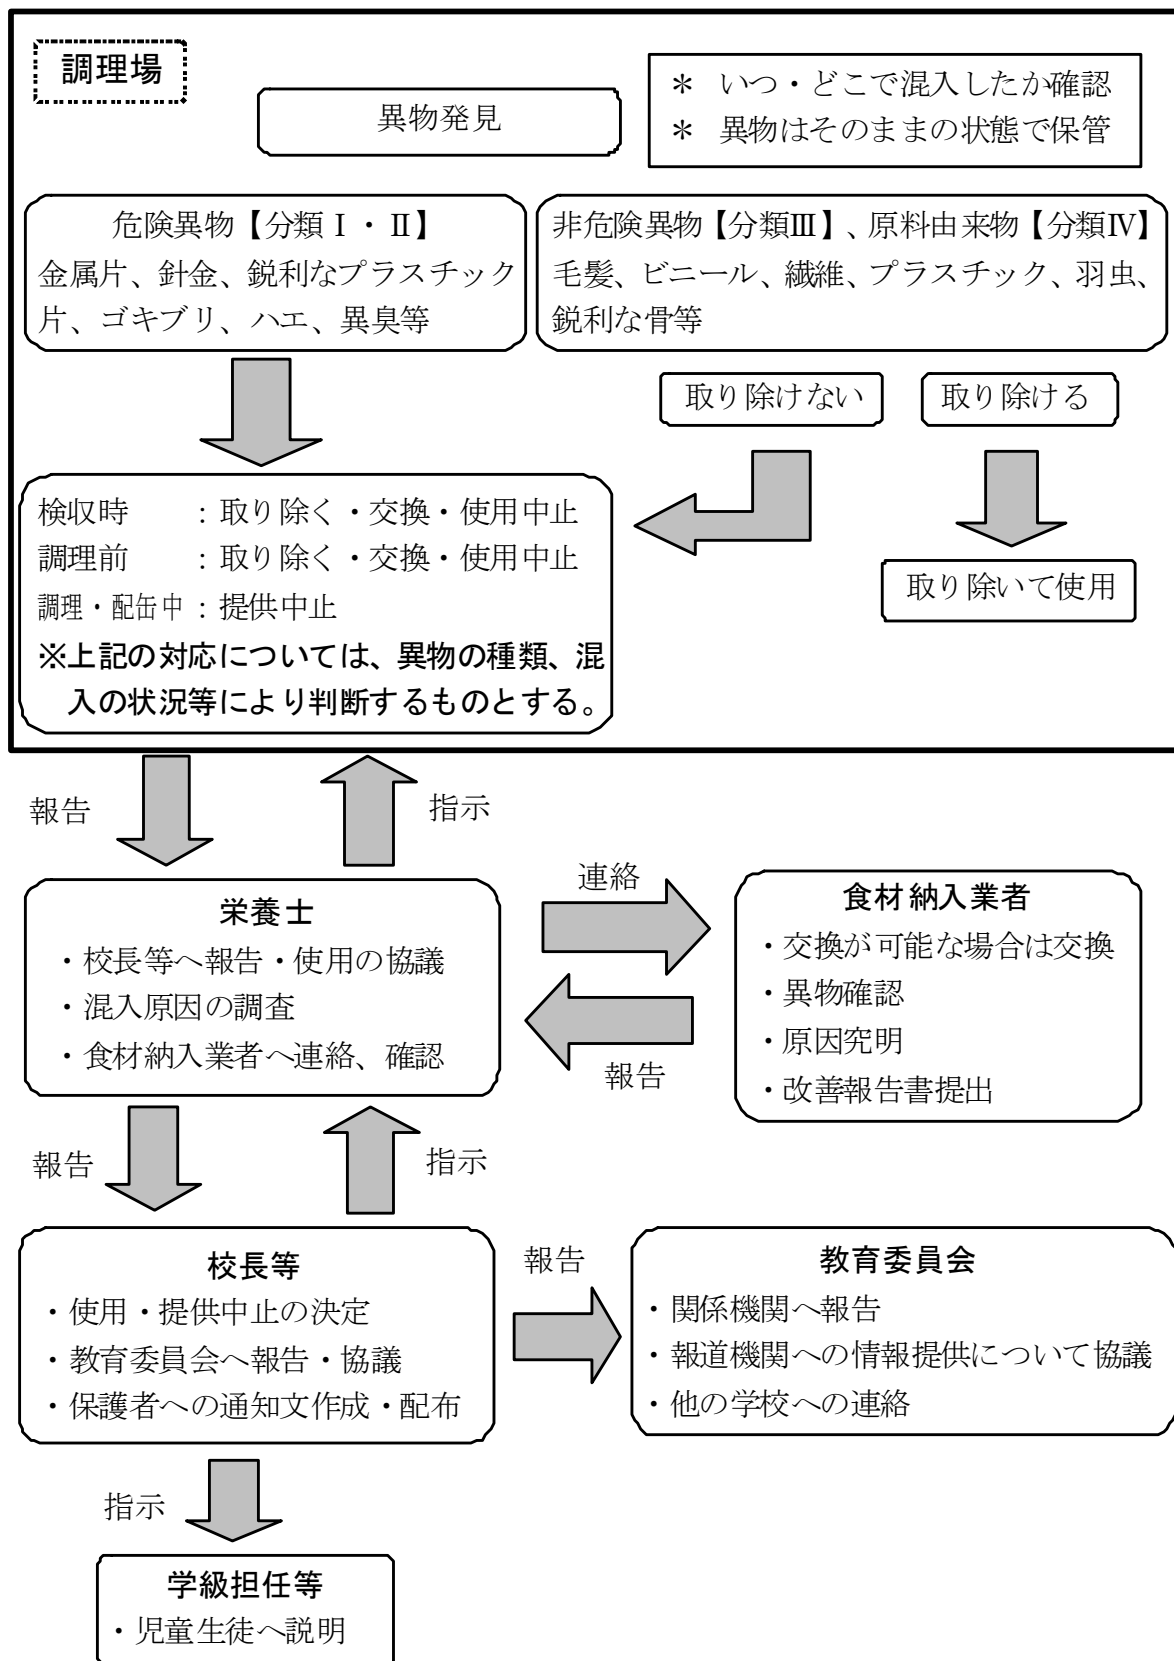 調理場
異物発見
＊ いつ・どこで混入したか確認
＊ 異物はそのままの状態で保管
危険異物【分類Ⅰ・Ⅱ】
金属片、針金、鋭利なプラスチック
片、ゴキブリ、ハエ、異臭等
非危険異物【分類Ⅲ】、原料由来物【分類Ⅳ】
毛髪、ビニール、繊維、プラスチック、羽虫、
鋭利な骨等
取り除けない
取り除ける
検収時 ：取り除く・交換・使用中止
調理前 ：取り除く・交換・使用中止
調理・配缶中：提供中止
※上記の対応については、異物の種類、混
入の状況等により判断するものとする。
取り除いて使用
報告
指示
栄養士
・校長等へ報告・使用の協議
・混入原因の調査
・食材納入業者へ連絡、確認
連絡
報告
食材納入業者
・交換が可能な場合は交換
・異物確認
・原因究明
・改善報告書提出
報告
指示
校長等
・使用・提供中止の決定
・教育委員会へ報告・協議
・保護者への通知文作成・配布
報告
教育委員会
・関係機関へ報告
・報道機関への情報提供について協議
・他の学校への連絡
指示
学級担任等
・児童生徒へ説明